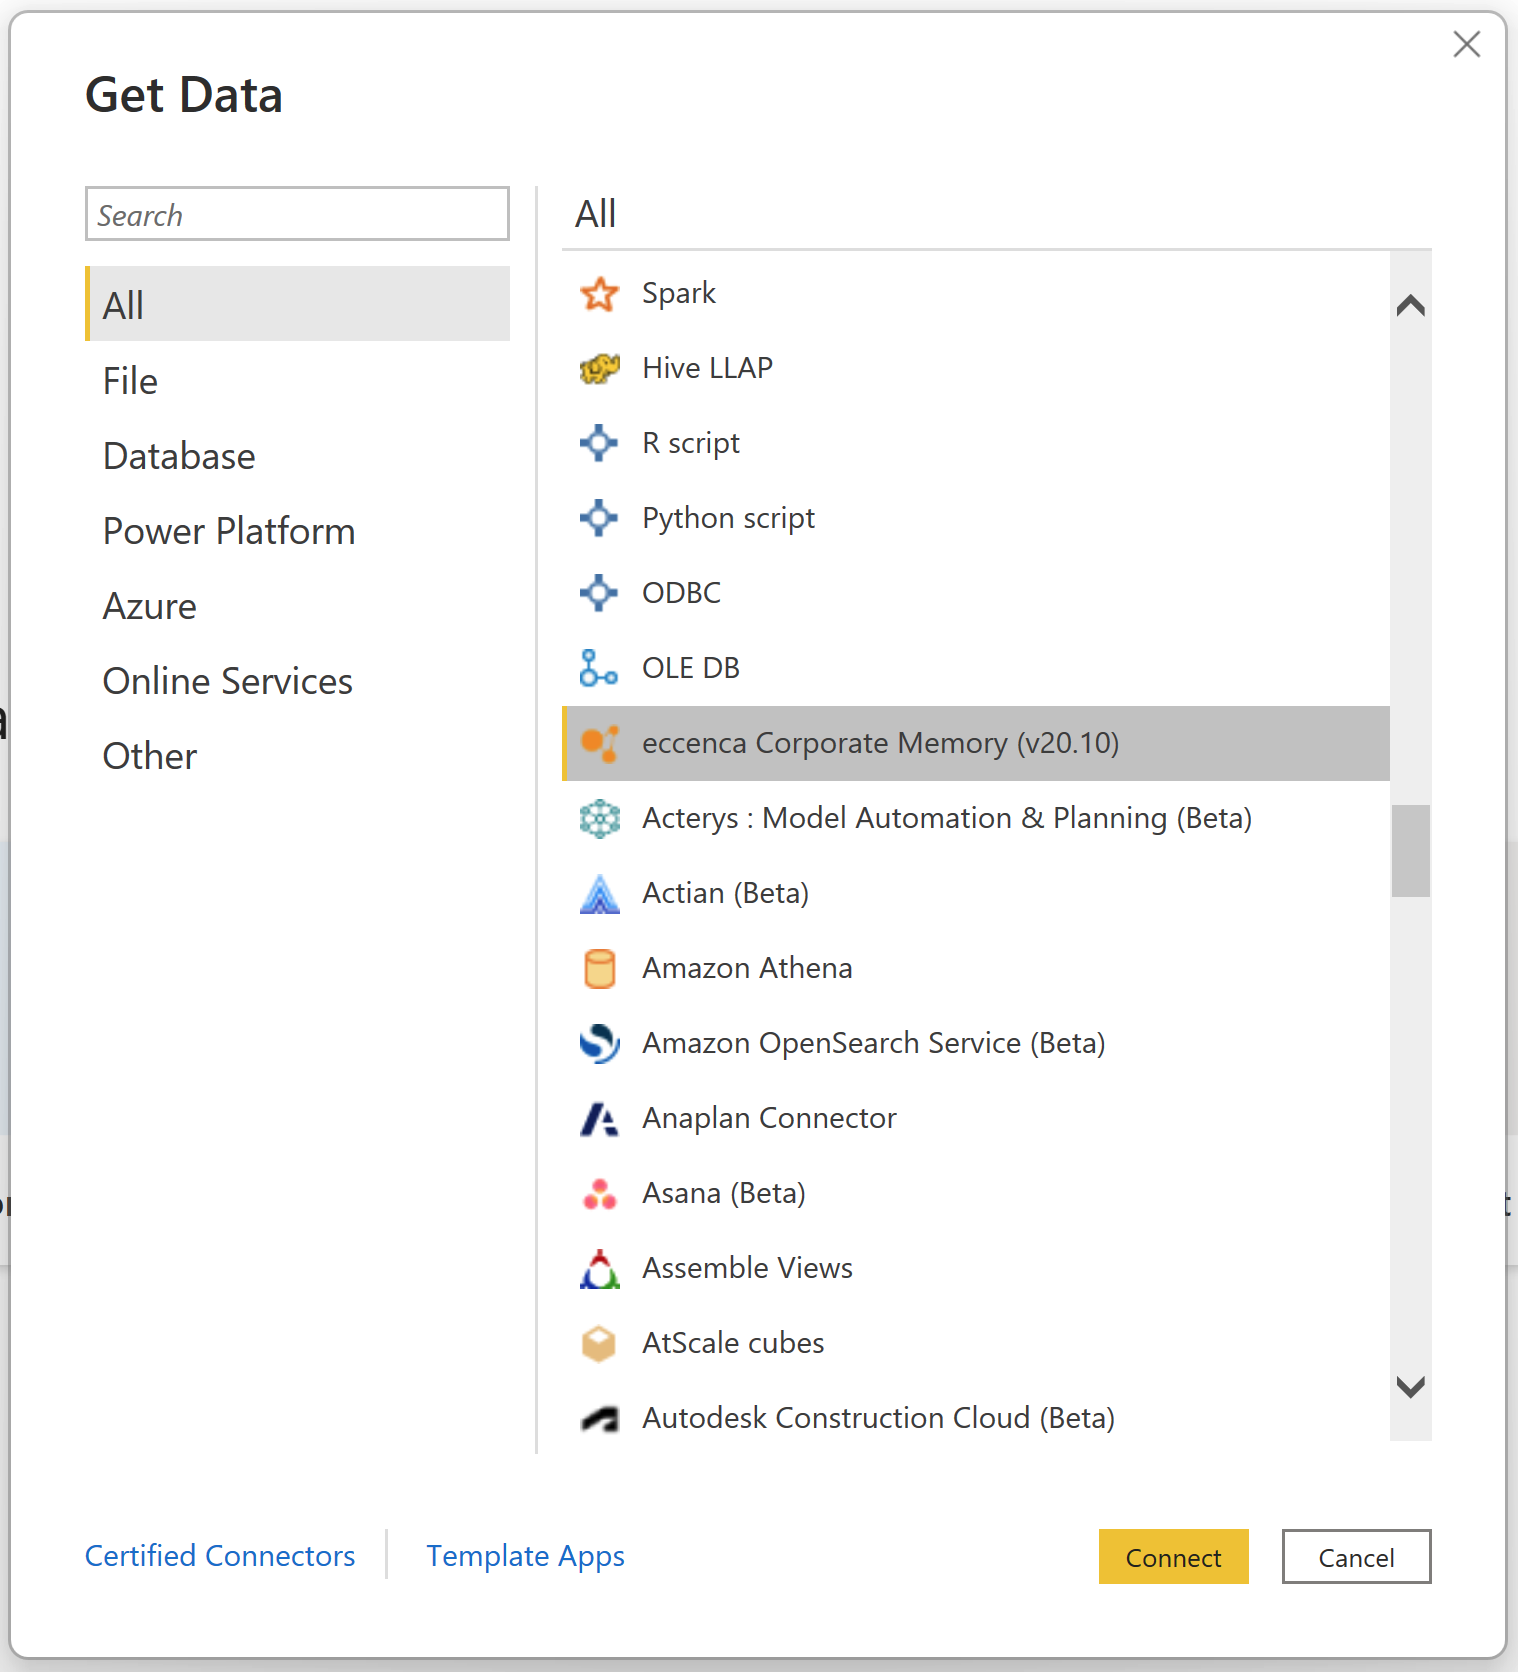 Get Data
Search
All
File
Database
Power Platform
Azure
Online Services
Other
All
Spark
Hive LLAP
R script
Python script
ODBC
OLE DB
eccenca Corporate Memory (v20.10)
Acterys : Model Automation & Planning (Beta)
Actian (Beta)
Amazon Athena
Amazon OpenSearch Service (Beta)
Anaplan Connector
Asana (Beta)
Assemble Views
AtScale cubes
Autodesk Construction Cloud (Beta)
Certified Connectors
Template Apps
Connect
Cancel